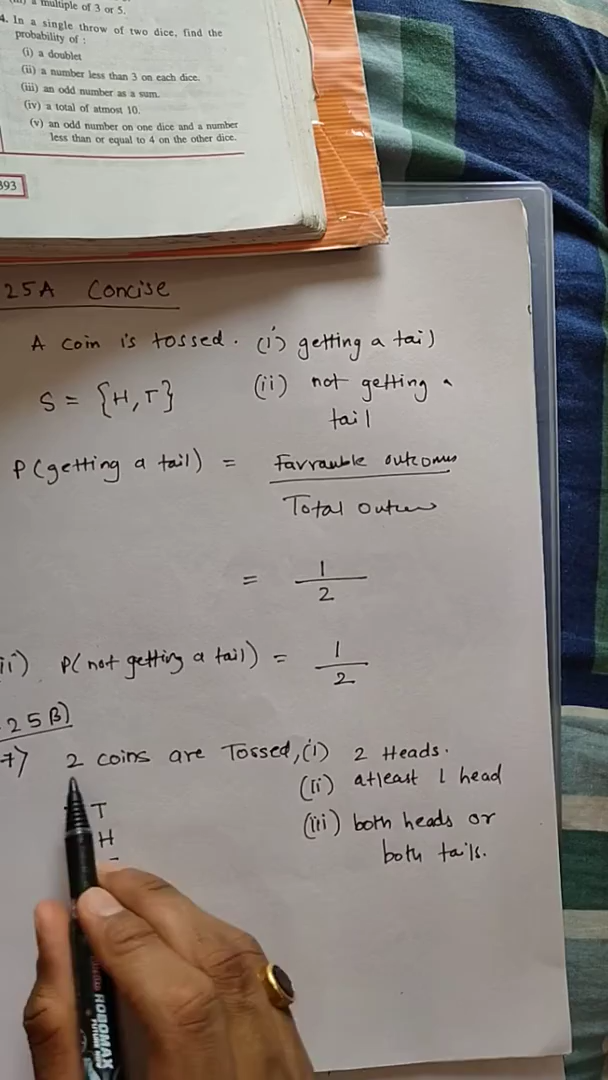 a multiple of 3 or 5.
4. In a single throw of two dice, find the
probability of :
(i) a doublet
(ii) a number less than 3 on each dice.
(iii) an odd number as a sum.
(iv) a total of atmost 10.
(v) an odd number on one dice and a number
less than or equal to 4 on the other dice.
393
25A Concise
A coin is tossed. (i) getting a tail
S = {H, T} (ii) not getting a
tail
P(getting a tail) = Favrauble outcomes
Total
= 1
2
ii) P(not getting a tail) = 1
2
25B)
7) 2 coins are Tossed, (i) 2 Heads.
(ii) atleast 1 head
T
(iii) both heads or
H
both tails.
ROBOMAX